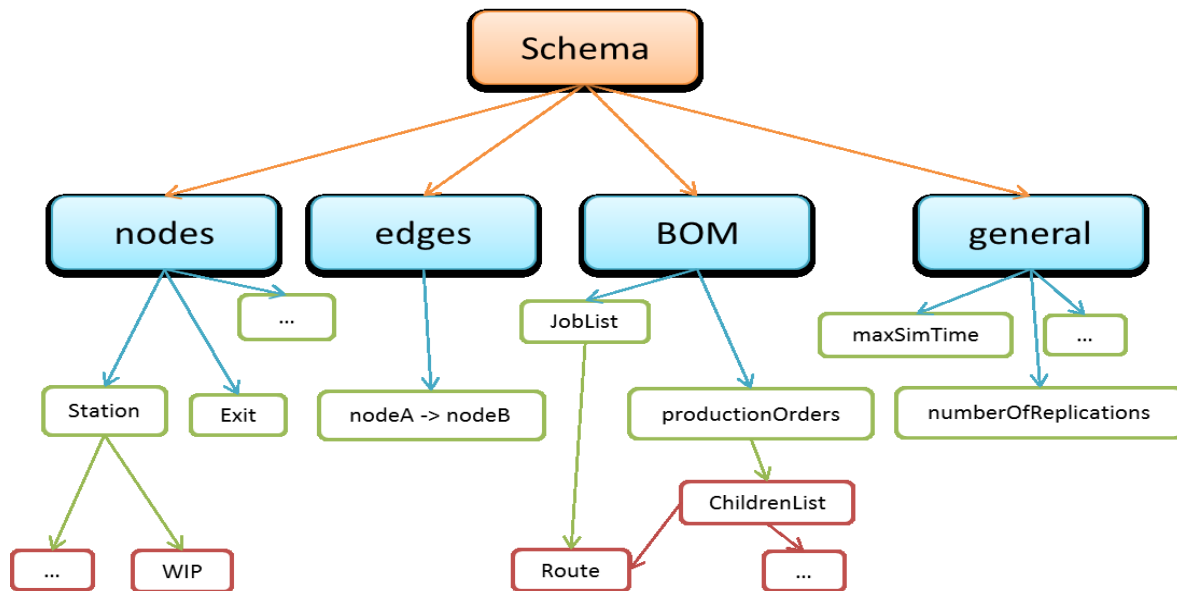 Schema
nodes
edges
BOM
general
...
JobList
maxSimTime
...
Station
Exit
nodeA -> nodeB
productionOrders
numberOfReplications
ChildrenList
...
WIP
Route
...